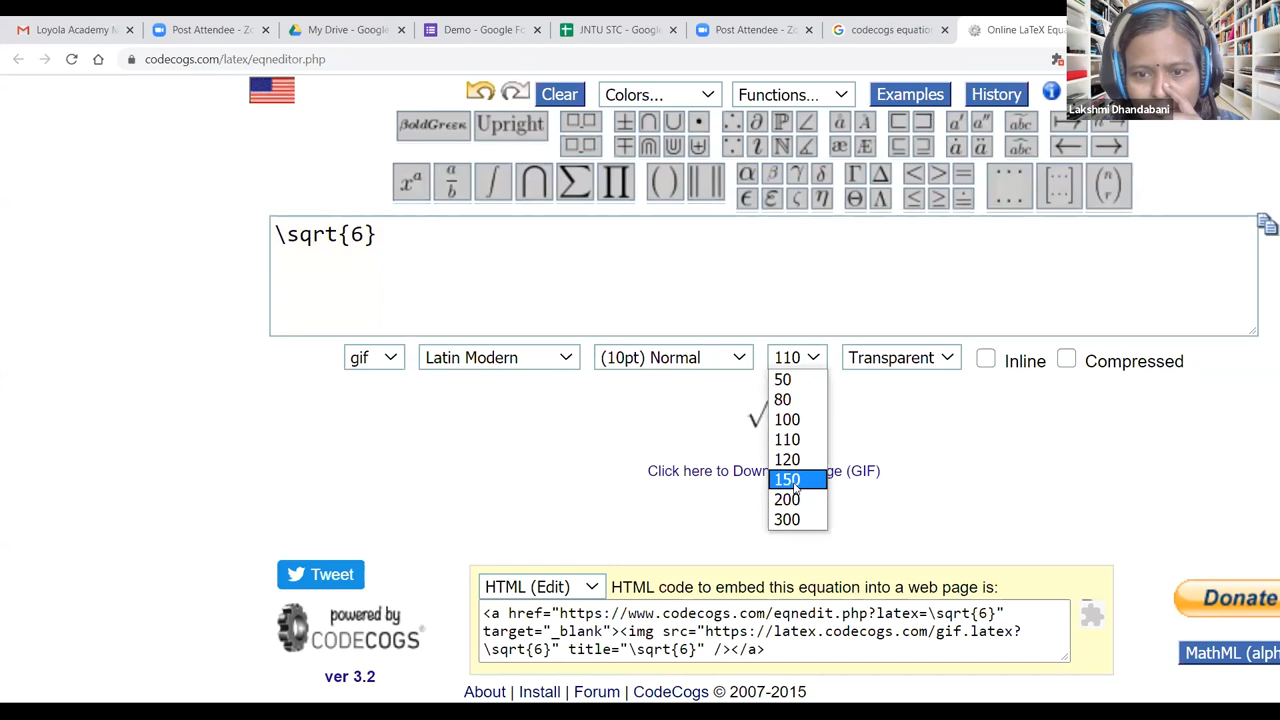 Loyola Academy M
Post Attendee - Zo
My Drive - Google
Demo - Google Fo
JNTU STC - Google
Post Attendee - Zo
codecogs equatio
Online LaTeX Equ
codecogs.com/latex/eqneditor.php
Lakshmi Dhandabani
Clear
Colors...
Functions...
Examples
History
βoldGreεκ
Upright
\sqrt{6}
gif
Latin Modern
(10pt) Normal
110
Transparent
Inline
Compressed
50
80
100
110
120
150
200
300
Click here to Down ge (GIF)
Tweet
HTML (Edit)
HTML code to embed this equation into a web page is:
<a href="https://www.codecogs.com/eqnedit.php?latex=\sqrt{6}"
target="_blank"><img src="https://latex.codecogs.com/gif.latex?
\sqrt{6}" title="\sqrt{6}" /></a>
powered by
CODECOGS
ver 3.2
Donate
MathML (alph
About | Install | Forum | CodeCogs © 2007-2015